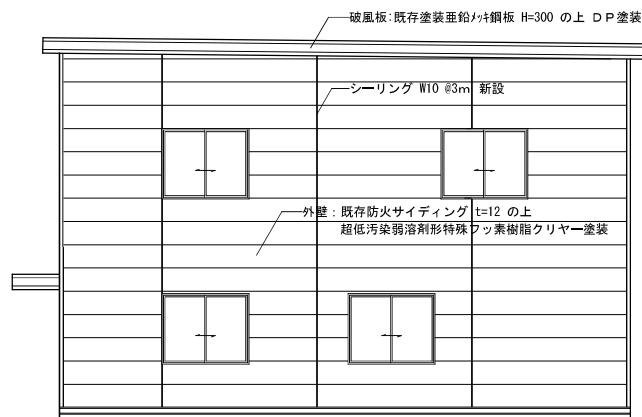 破風板:既存塗装亜鉛ﾒｯｷ鋼板 H=300 の上 ＤＰ塗装
シーリング W10 @3ｍ 新設
外壁：既存防火サイディング t=12 の上
超低汚染弱溶剤形特殊フッ素樹脂クリヤー塗装